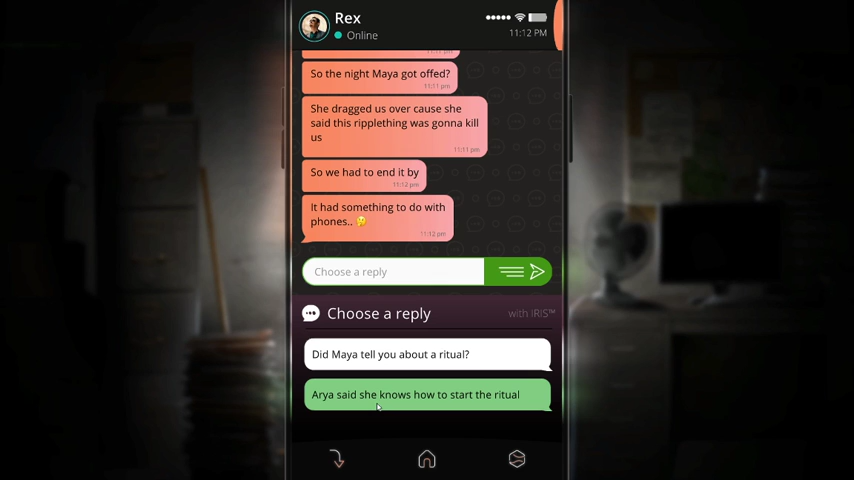 Rex
Online
11:12 PM
11:11 pm
So the night Maya got offed?
11:11 pm
She dragged us over cause she
said this ripplething was gonna kill
us
11:11 pm
So we had to end it by
11:12 pm
It had something to do with
phones.. 🤔
11:12 pm
Choose a reply
Choose a reply
with IRIS™
Did Maya tell you about a ritual?
Arya said she knows how to start the ritual